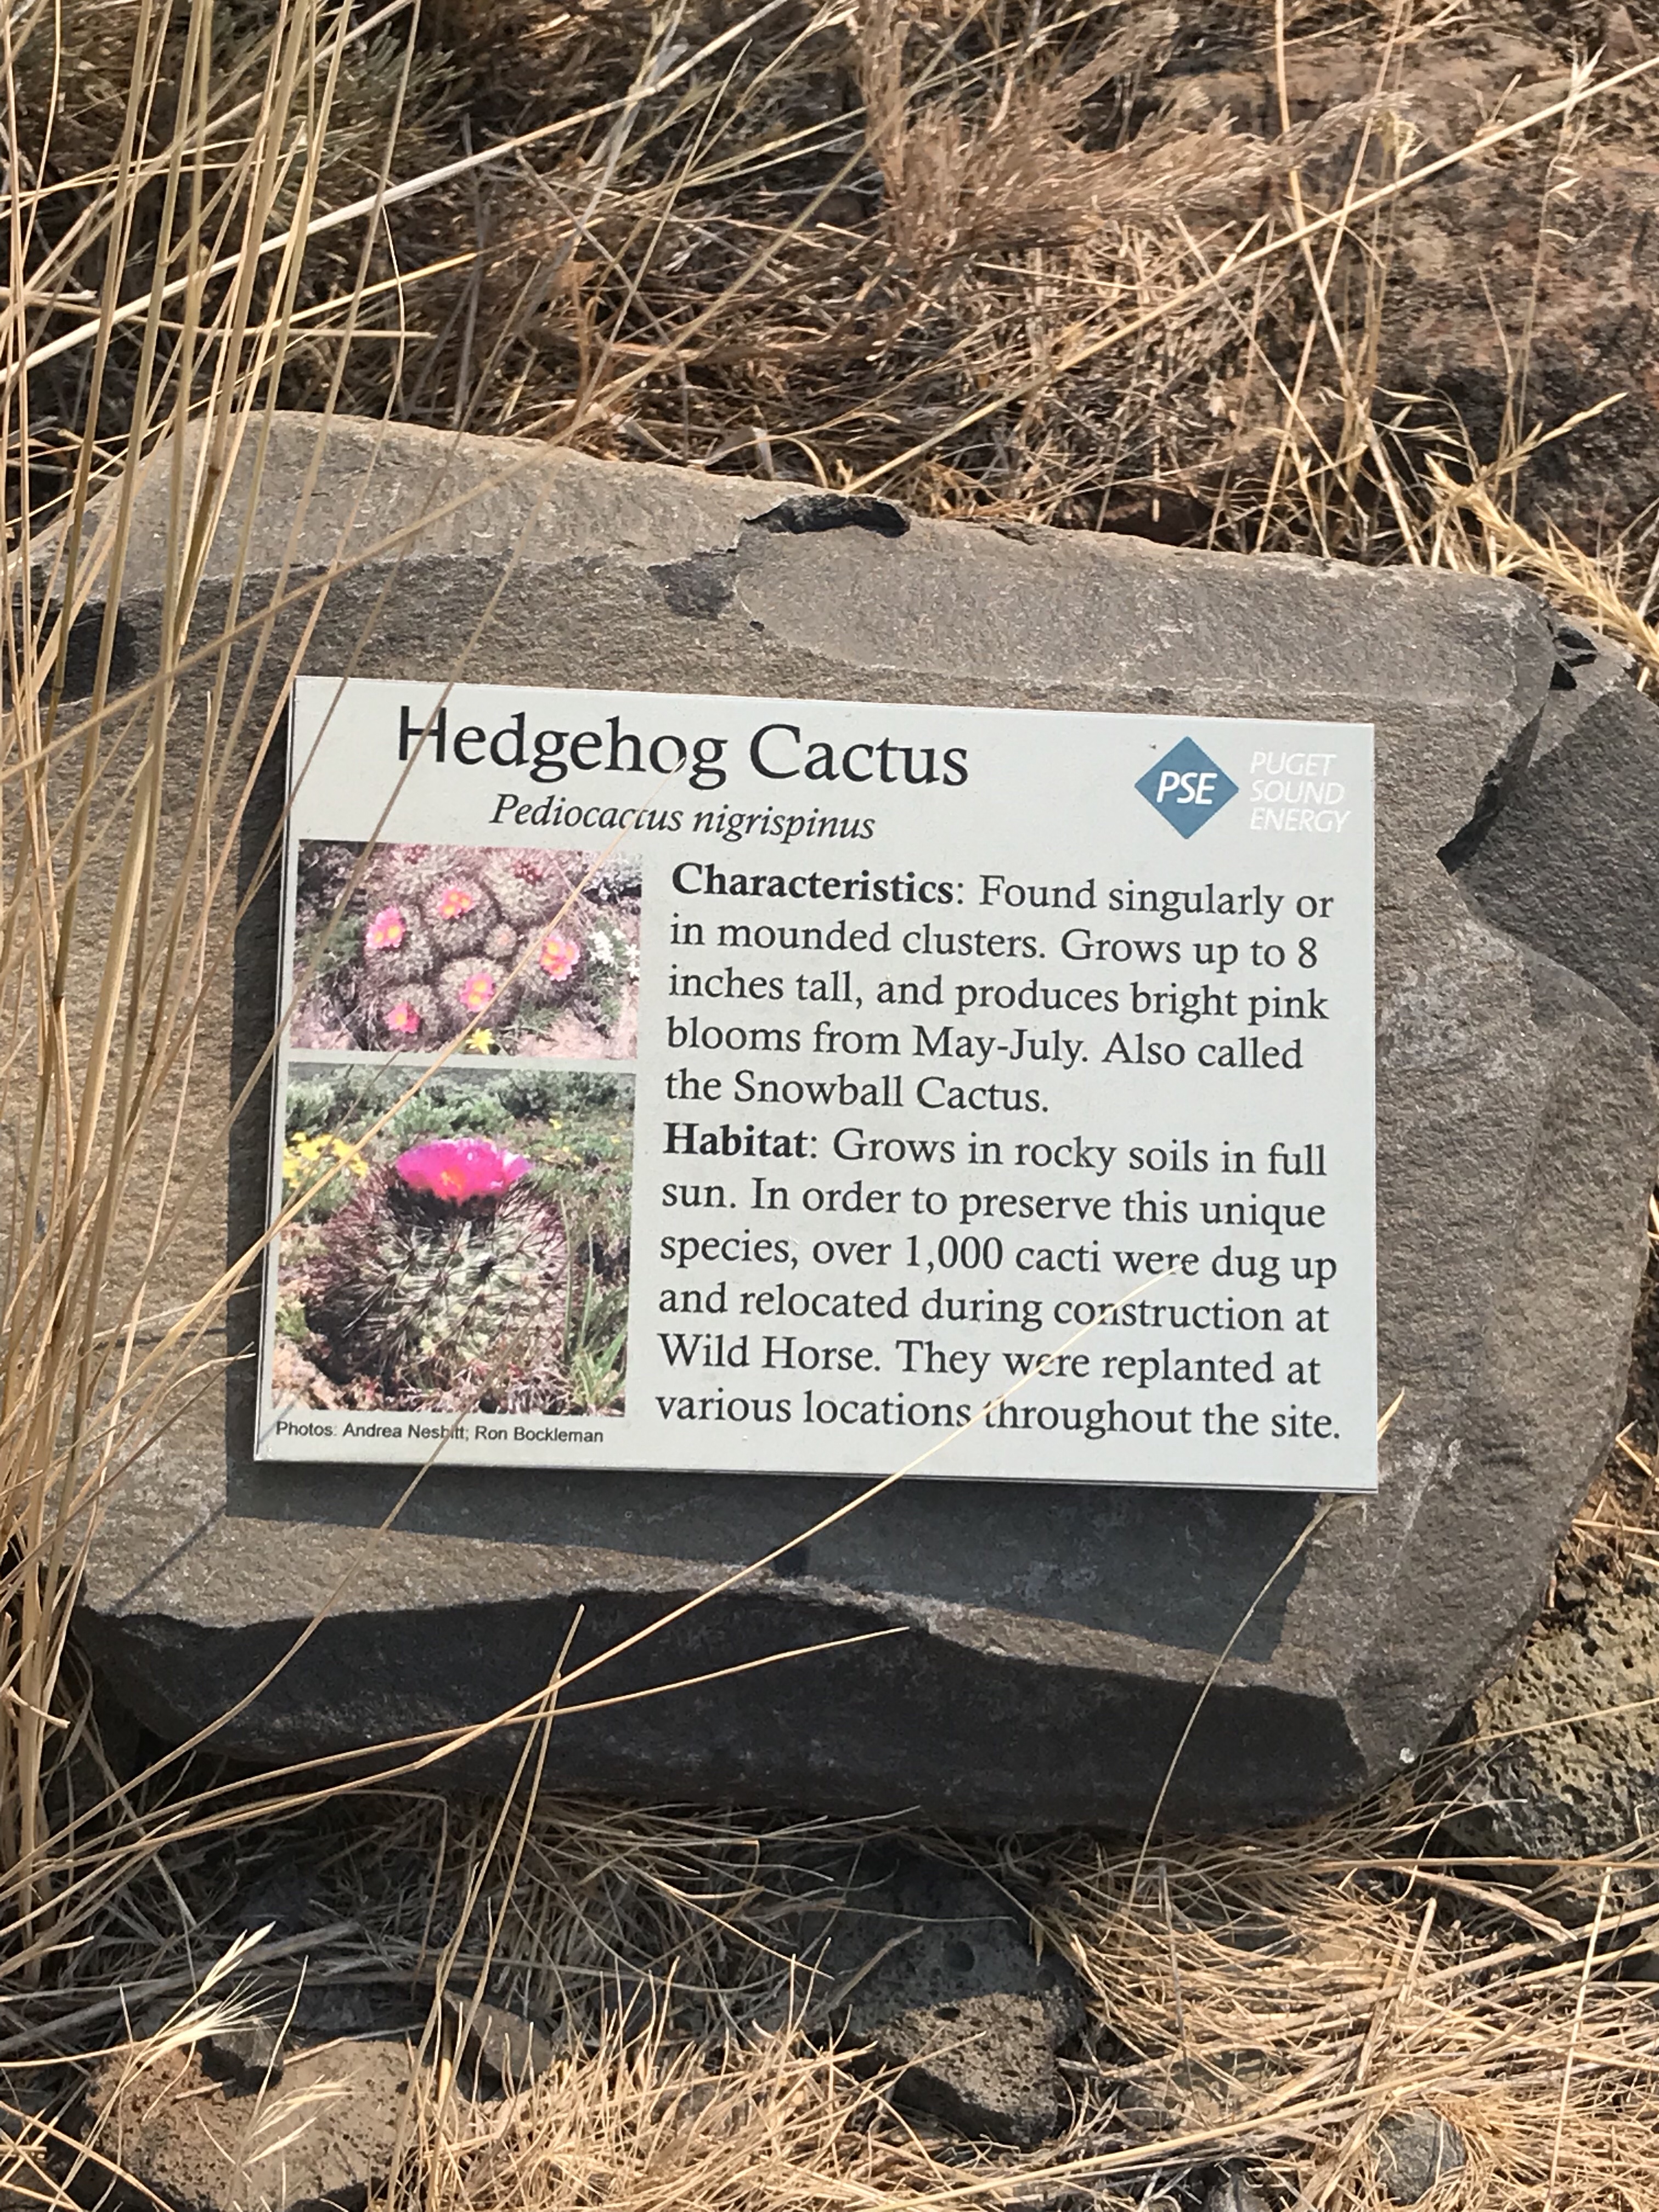 Hedgehog Cactus
Pediocactus nigrispinus
PSE
PUGET
SOUND
ENERGY
Characteristics: Found singularly or
in mounded clusters. Grows up to 8
inches tall, and produces bright pink
blooms from May-July. Also called
the Snowball Cactus.
Habitat: Grows in rocky soils in full
sun. In order to preserve this unique
species, over 1,000 cacti were dug up
and relocated during construction at
Wild Horse. They were replanted at
various locations throughout the site.
Photos: Andrea Nesbitt; Ron Bockleman